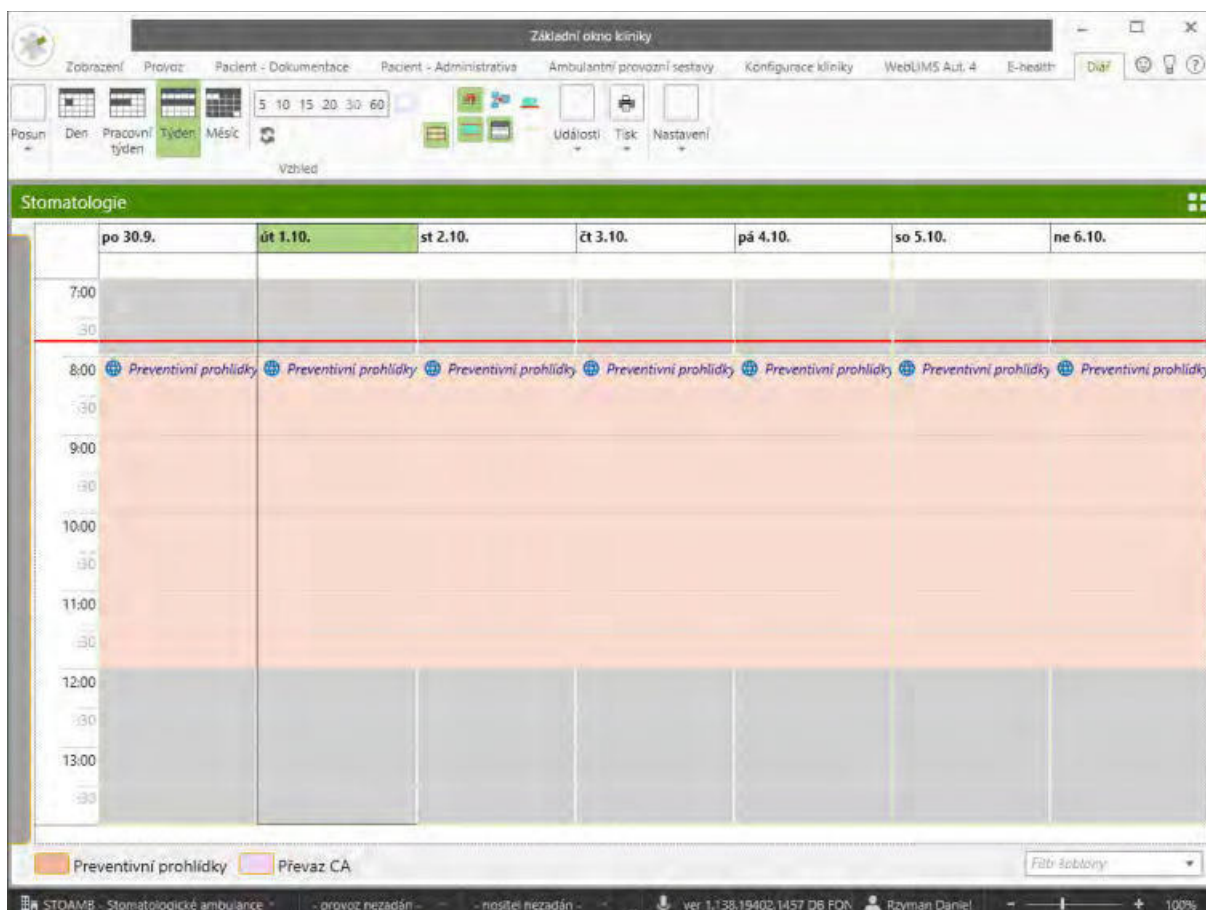 Základní okno kliniky
Zobrazení Provoz Pacient - Dokumentace Pacient - Administrativa Ambulantní provozní sestavy Konfigurace kliniky WebLIMS Aut. 4 E-health Diář
5 10 15 20 30 60
Posun Den Pracovní týden Týden Měsíc Události Tisk Nastavení
Vzhled
Stomatologie
po 30.9. út 1.10. st 2.10. čt 3.10. pá 4.10. so 5.10. ne 6.10.
7:00
:30
8:00 Preventivní prohlídky Preventivní prohlídky Preventivní prohlídky Preventivní prohlídky Preventivní prohlídky Preventivní prohlídky Preventivní prohlídky
:30
9:00
:30
10:00
:30
11:00
:30
12:00
:30
13:00
:30
Preventivní prohlídky Převaz CA Filtr šablony
STOAMB - Stomatologické ambulance - provoz nezadán - - nositel nezadán - ver 1.138.19402.1457 DB FON Rzyman Daniel - + 100%